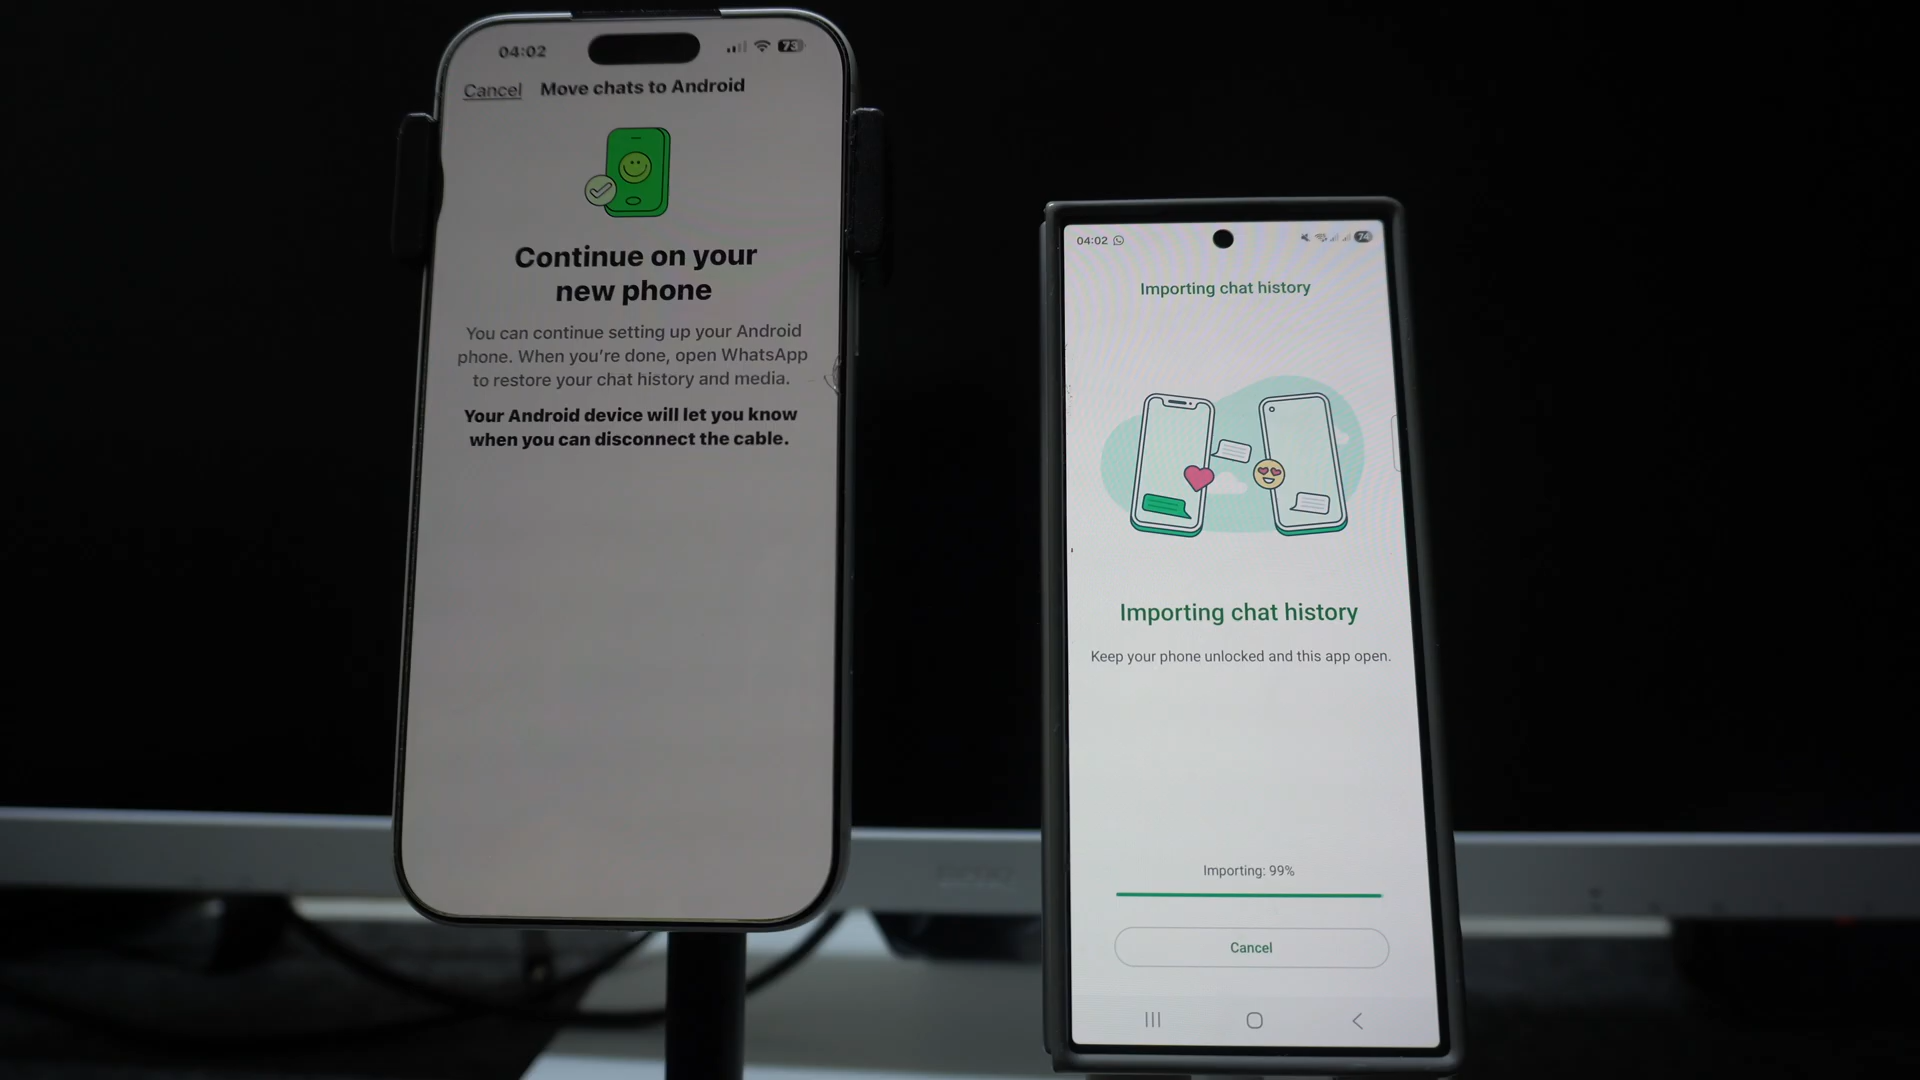 04:02
73
Cancel
Move chats to Android
Continue on your
new phone
You can continue setting up your Android
phone. When you're done, open WhatsApp
to restore your chat history and media.
Your Android device will let you know
when you can disconnect the cable.
04:02
74
Importing chat history
Importing chat history
Keep your phone unlocked and this app open.
Importing: 99%
Cancel